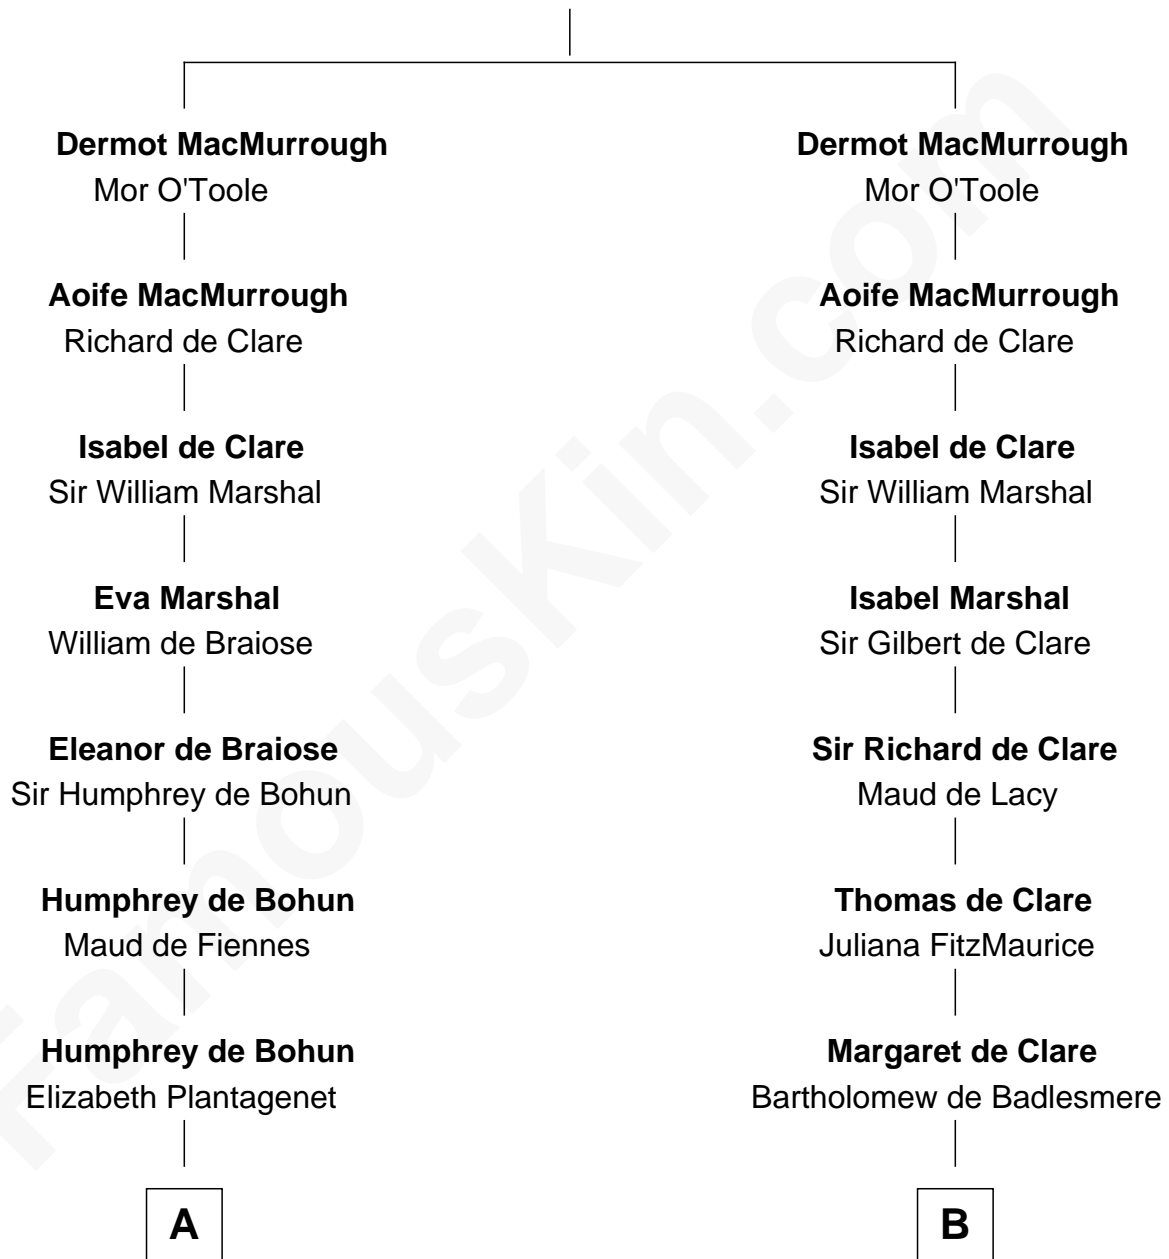 Dermot MacMurrough
Mor O'Toole
Aoife MacMurrough
Richard de Clare
Isabel de Clare
Sir William Marshal
Eva Marshal
William de Braiose
Eleanor de Braiose
Sir Humphrey de Bohun
Humphrey de Bohun
Maud de Fiennes
Humphrey de Bohun
Elizabeth Plantagenet
A
Dermot MacMurrough
Mor O'Toole
Aoife MacMurrough
Richard de Clare
Isabel de Clare
Sir William Marshal
Isabel Marshal
Sir Gilbert de Clare
Sir Richard de Clare
Maud de Lacy
Thomas de Clare
Juliana FitzMaurice
Margaret de Clare
Bartholomew de Badlesmere
B
FamousKin.com